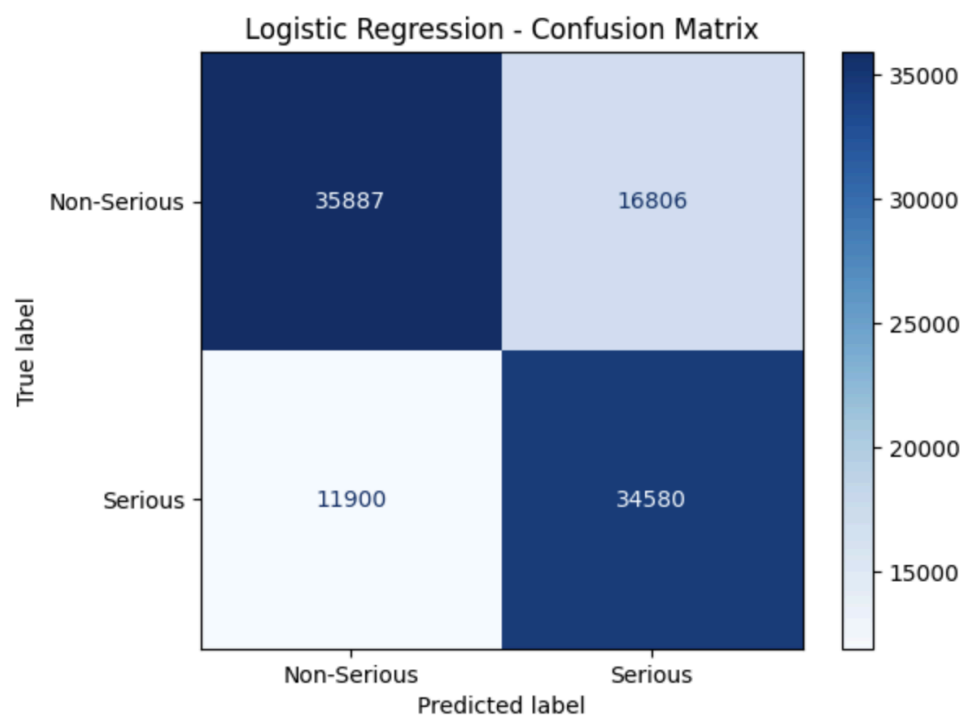 Logistic Regression - Confusion Matrix
35000
Non-Serious 35887 16806
30000
True label
25000
20000
Serious 11900 34580
15000
Non-Serious Serious
Predicted label